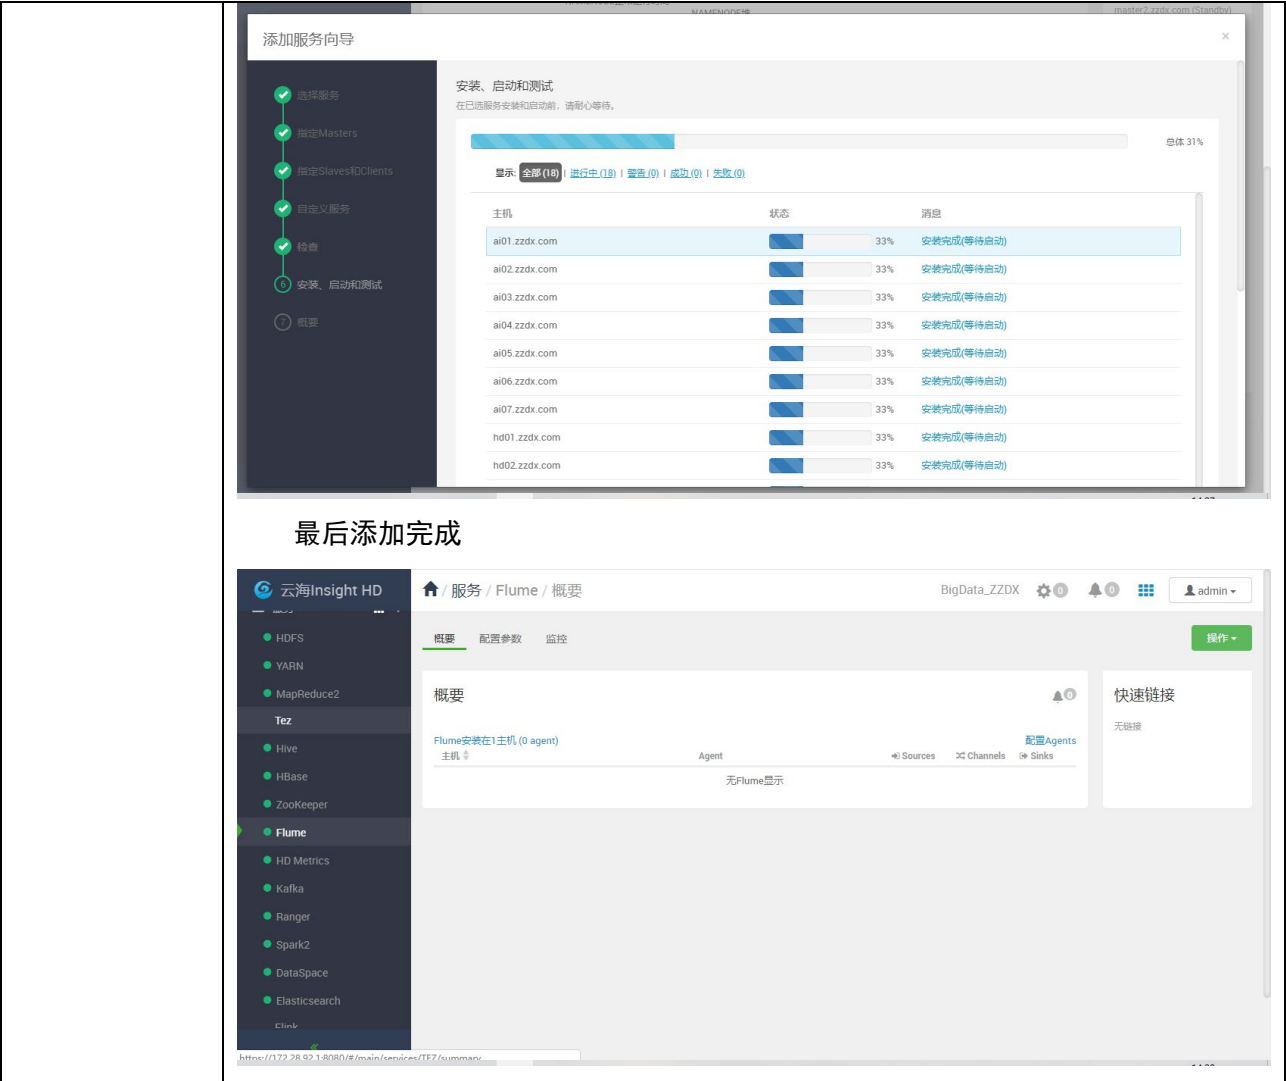 NAMENODE堆
master2.zzdx.com (Standby)
添加服务向导
×
选择服务
指定Masters
指定Slaves和Clients
自定义服务
检查
6 安装、启动和测试
7 概要
安装、启动和测试
在已选服务安装和启动前，请耐心等待。
总体 31%
显示: 全部 (18) | 进行中 (18) | 警告 (0) | 成功 (0) | 失败 (0)
主机 状态 消息
ai01.zzdx.com 33% 安装完成(等待启动)
ai02.zzdx.com 33% 安装完成(等待启动)
ai03.zzdx.com 33% 安装完成(等待启动)
ai04.zzdx.com 33% 安装完成(等待启动)
ai05.zzdx.com 33% 安装完成(等待启动)
ai06.zzdx.com 33% 安装完成(等待启动)
ai07.zzdx.com 33% 安装完成(等待启动)
hd01.zzdx.com 33% 安装完成(等待启动)
hd02.zzdx.com 33% 安装完成(等待启动)
最后添加完成
云海Insight HD
/ 服务 / Flume / 概要
BigData_ZZDX 0 0 admin
HDFS
YARN
MapReduce2
Tez
Hive
HBase
ZooKeeper
Flume
HD Metrics
Kafka
Ranger
Spark2
DataSpace
Elasticsearch
Flink
概要 配置参数 监控
操作
概要
0
Flume安装在1主机 (0 agent)
配置Agents
主机 Agent Sources Channels Sinks
无Flume显示
快速链接
无链接
https://172.28.92.1:8080/#/main/services/TEZ/summary